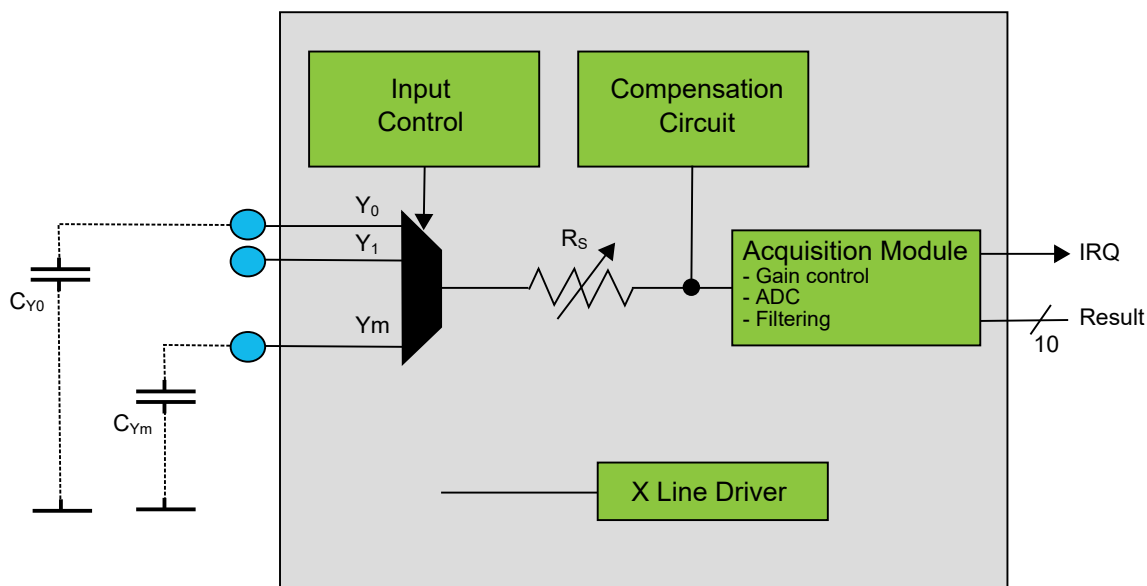 Input
Control
Compensation
Circuit
Y0
Y1
RS
Acquisition Module
- Gain control
- ADC
- Filtering
IRQ
Result
10
CY0
Ym
CYm
X Line Driver